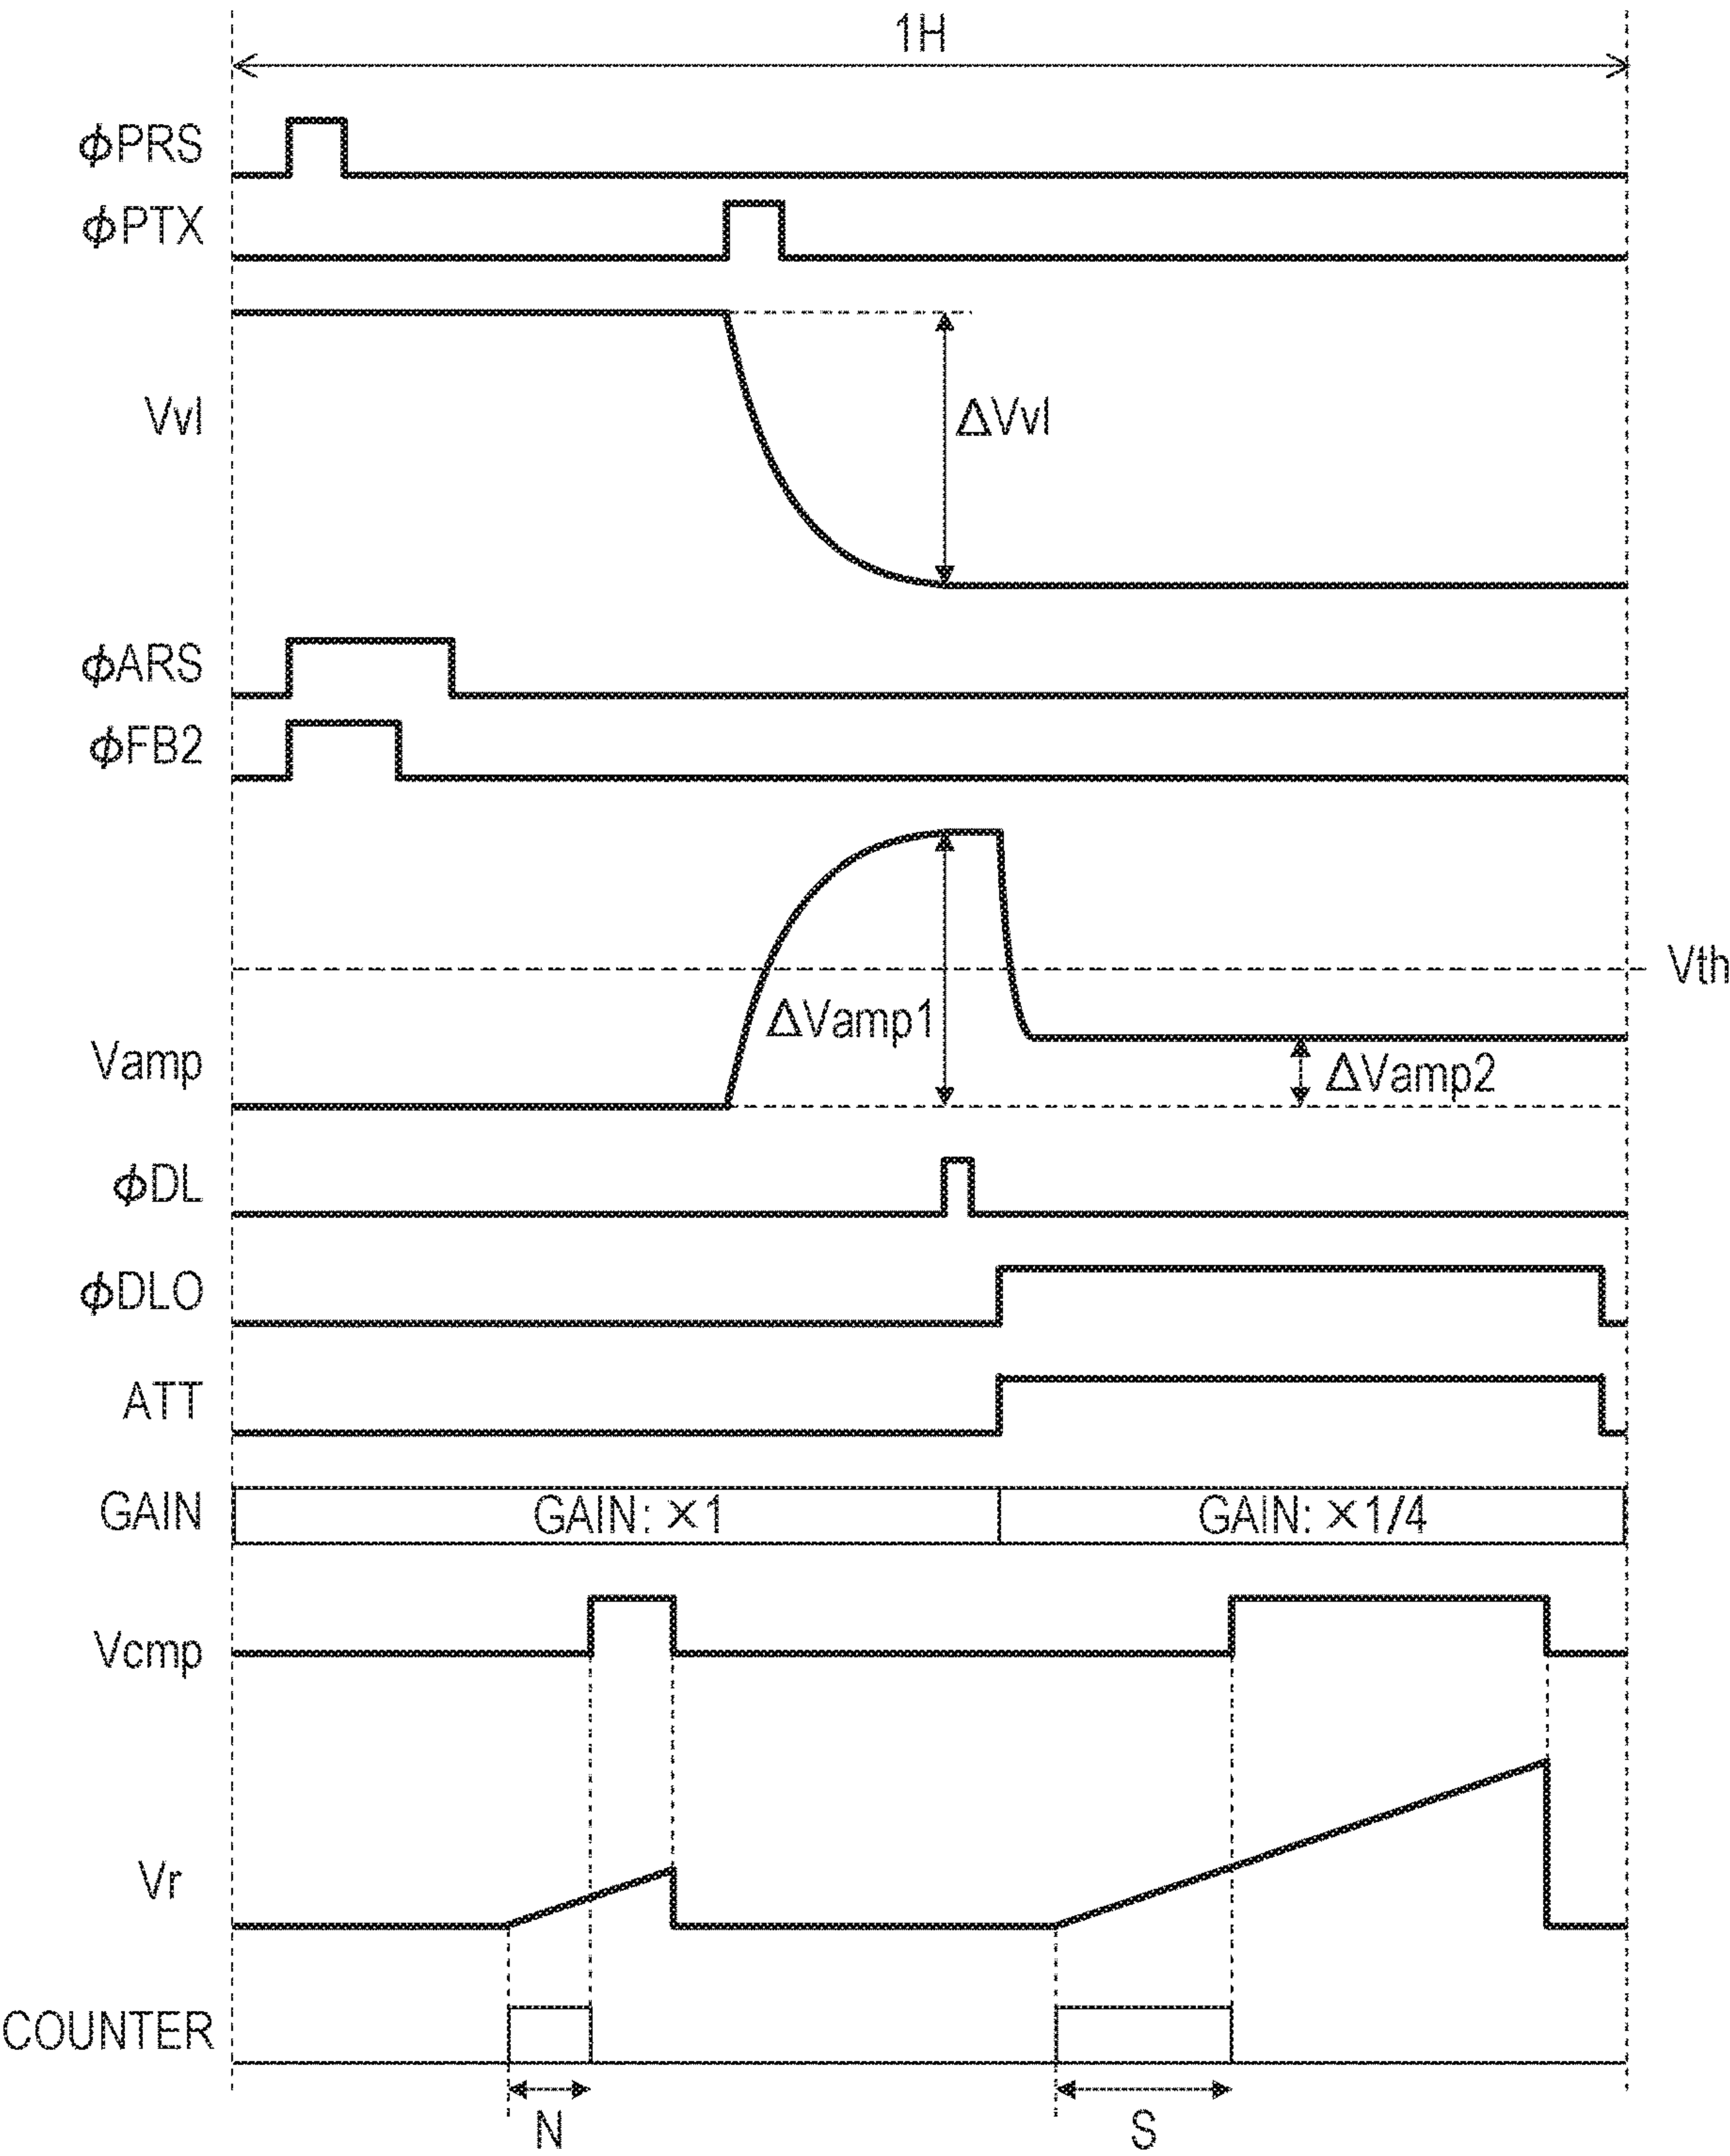 1H
ϕPRS
ϕPTX
Vvl
ΔVvl
ϕARS
ϕFB2
Vth
ΔVamp1
Vamp
ΔVamp2
ϕDL
ϕDLO
ATT
GAIN GAIN: ×1 GAIN: ×1/4
Vcmp
Vr
COUNTER
N S